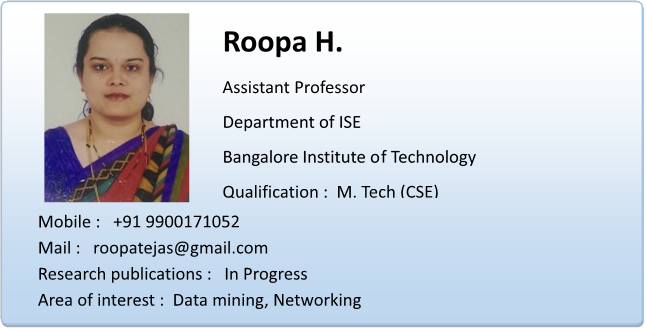 Roopa H.
Assistant Professor
Department of ISE
Bangalore Institute of Technology
Qualification :  M. Tech (CSE)
Mobile :   +91 9900171052
Mail :   roopatejas@gmail.com
Research publications :   In Progress
Area of interest :  Data mining, Networking